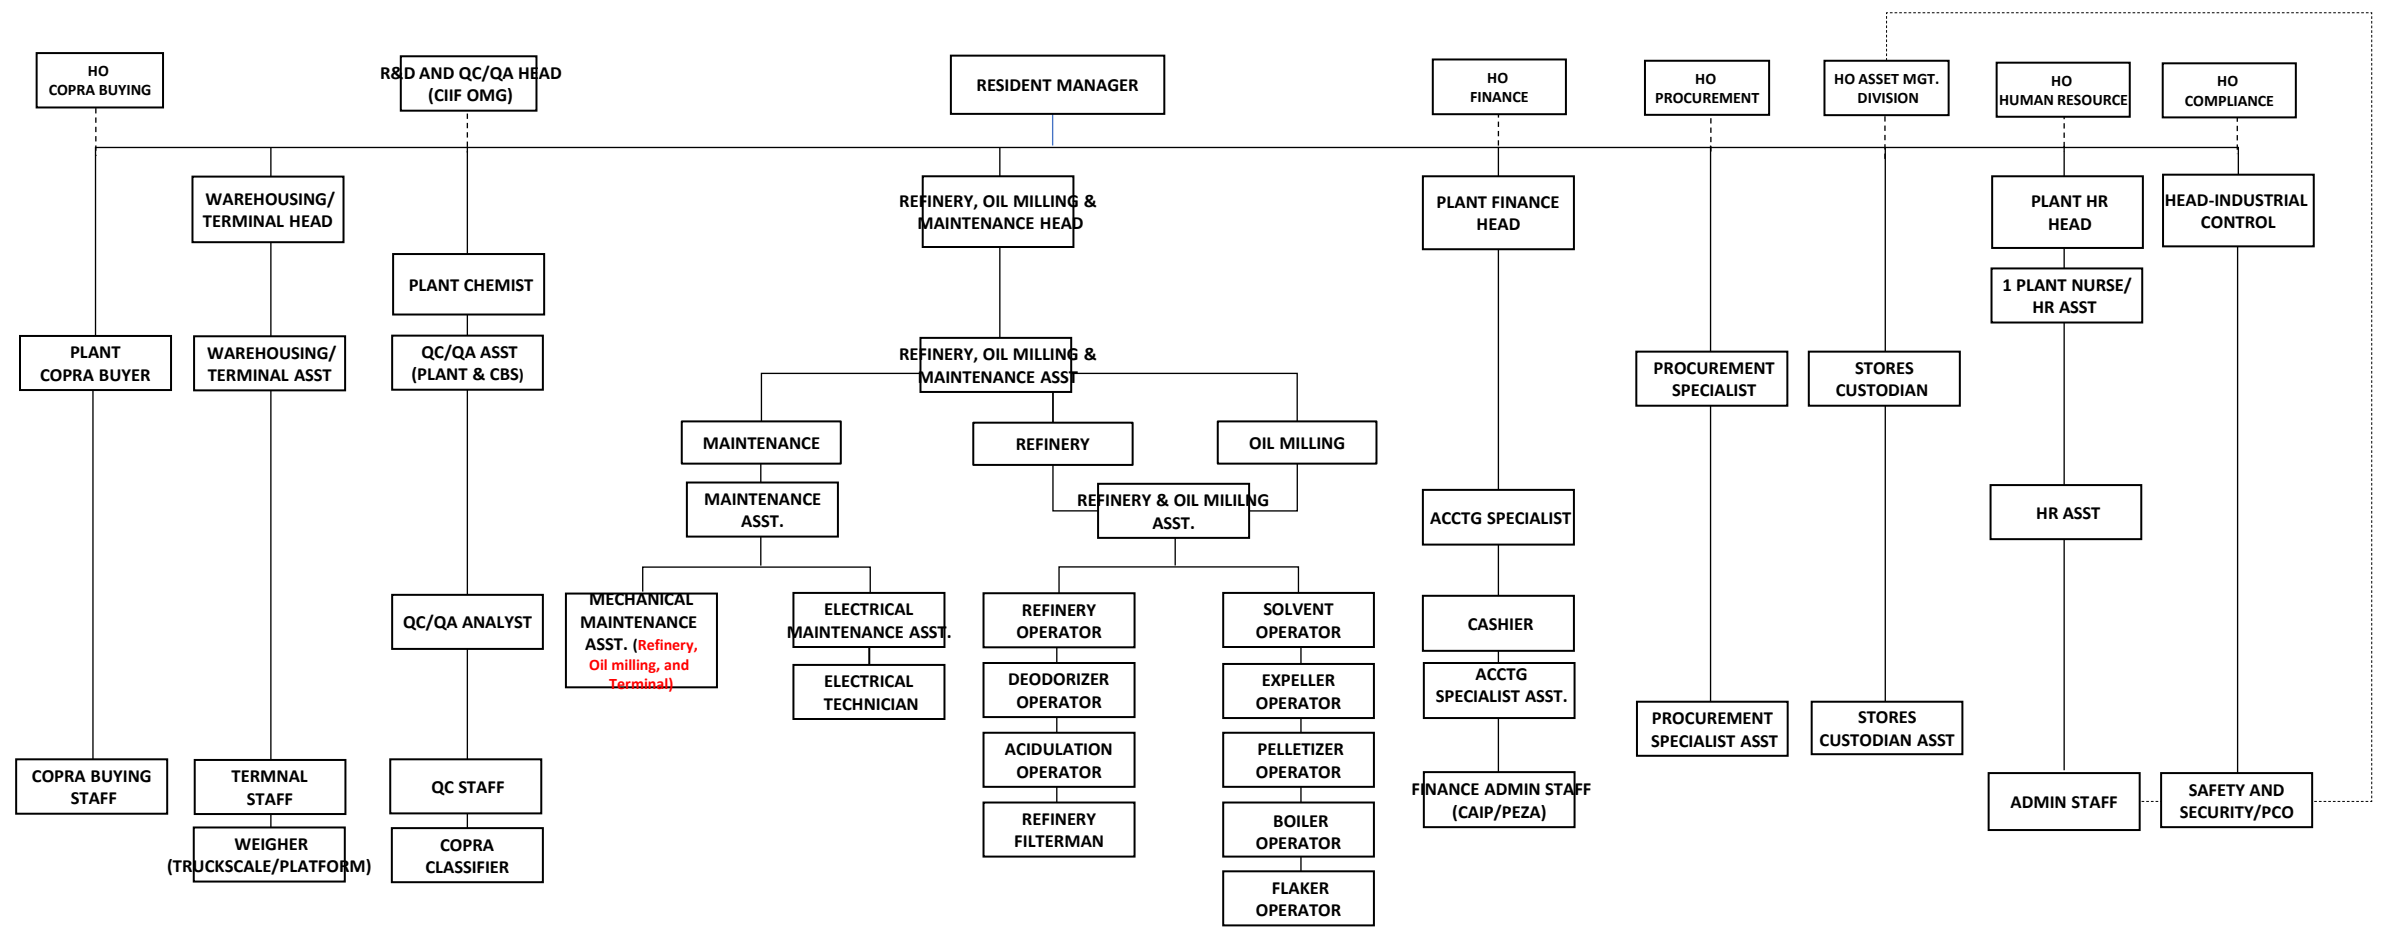 HO
COPRA BUYING
R&D AND QC/QA HEAD
(CIIF OMG)
RESIDENT MANAGER
HO
FINANCE
HO
PROCUREMENT
HO ASSET MGT.
DIVISION
HO
HUMAN RESOURCE
HO
COMPLIANCE
WAREHOUSING/
TERMINAL HEAD
REFINERY, OIL MILLING &
MAINTENANCE HEAD
PLANT FINANCE
HEAD
PLANT HR
HEAD
HEAD-INDUSTRIAL
CONTROL
PLANT CHEMIST
1 PLANT NURSE/
HR ASST
PLANT
COPRA BUYER
WAREHOUSING/
TERMINAL ASST
QC/QA ASST
(PLANT & CBS)
REFINERY, OIL MILLING &
MAINTENANCE ASST
PROCUREMENT
SPECIALIST
STORES
CUSTODIAN
MAINTENANCE
REFINERY
OIL MILLING
MAINTENANCE
ASST.
REFINERY & OIL MILILNG
ASST.
ACCTG SPECIALIST
HR ASST
QC/QA ANALYST
MECHANICAL
MAINTENANCE
ASST. (Refinery,
Oil milling, and
Terminal)
ELECTRICAL
MAINTENANCE ASST.
REFINERY
OPERATOR
SOLVENT
OPERATOR
CASHIER
ELECTRICAL
TECHNICIAN
DEODORIZER
OPERATOR
EXPELLER
OPERATOR
ACCTG
SPECIALIST ASST.
PROCUREMENT
SPECIALIST ASST
STORES
CUSTODIAN ASST
COPRA BUYING
STAFF
TERMNAL
STAFF
QC STAFF
ACIDULATION
OPERATOR
PELLETIZER
OPERATOR
FINANCE ADMIN STAFF
(CAIP/PEZA)
ADMIN STAFF
SAFETY AND
SECURITY/PCO
WEIGHER
(TRUCKSCALE/PLATFORM)
COPRA
CLASSIFIER
REFINERY
FILTERMAN
BOILER
OPERATOR
FLAKER
OPERATOR